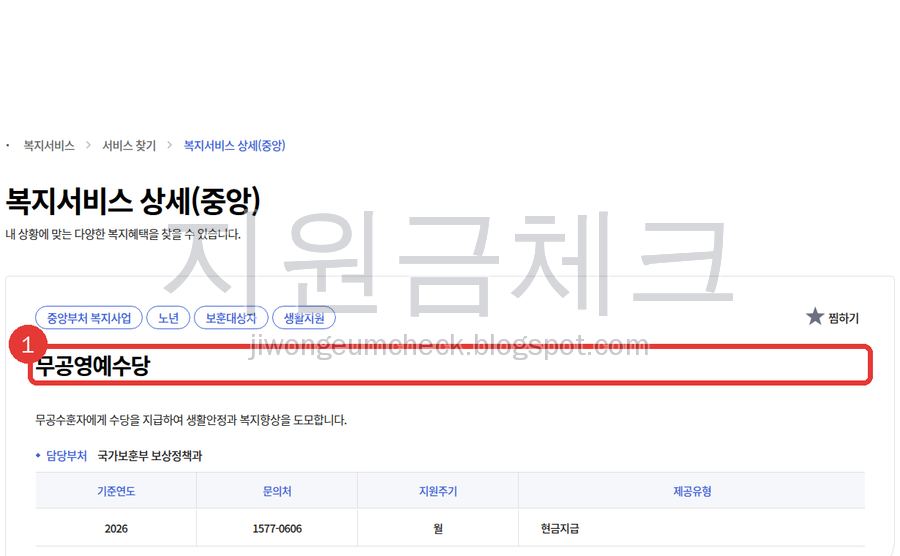 · 복지서비스 > 서비스 찾기 > 복지서비스 상세(중앙)
복지서비스 상세(중앙)
내 상황에 맞는 다양한 복지혜택을 찾을 수 있습니다.
지원금체크
중앙부처 복지사업 노년 보훈대상자 생활지원 ★ 찜하기
jiwongeumcheck.blogspot.com
1
무공영예수당
무공수훈자에게 수당을 지급하여 생활안정과 복지향상을 도모합니다.
담당부처 국가보훈부 보상정책과
기준연도 문의처 지원주기 제공유형
2026 1577-0606 월 현금지급